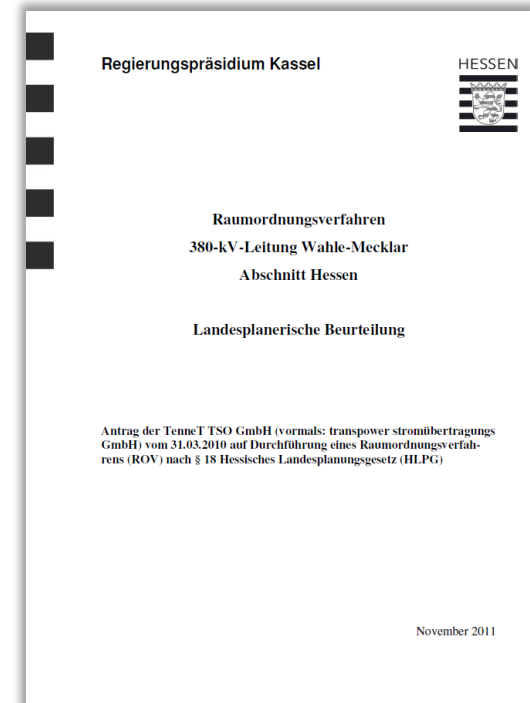 Regierungspräsidium Kassel
HESSEN
Raumordnungsverfahren
380-kV-Leitung Wahle-Mecklar
Abschnitt Hessen
Landesplanerische Beurteilung
Antrag der TenneT TSO GmbH (vormals: transpower stromübertragungs
GmbH) vom 31.03.2010 auf Durchführung eines Raumordnungsverfah-
rens (ROV) nach § 18 Hessisches Landesplanungsgesetz (HLPG)
November 2011